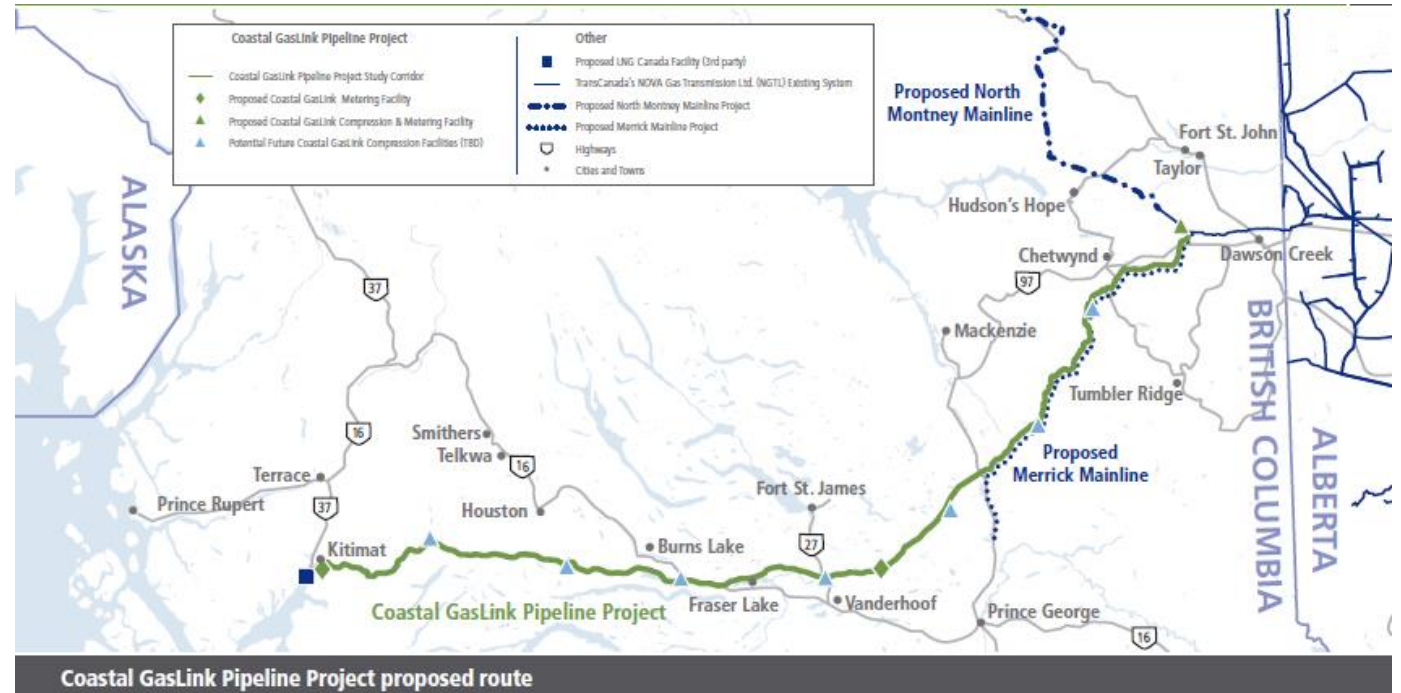 Coastal GasLink Pipeline Project
Coastal GasLink Pipeline Project Study Corridor
Proposed Coastal GasLink Metering Facility
Proposed Coastal GasLink Compression & Metering Facility
Potential Future Coastal GasLink Compression Facilities (TBD)
Other
Proposed LNG Canada Facility (3rd party)
TransCanada's NOVA Gas Transmission Ltd. (NGTL) Existing System
Proposed North Montney Mainline Project
Proposed Merrick Mainline Project
Highways
Cities and Towns
Proposed North
Montney Mainline
Fort St. John
Taylor
Hudson's Hope
Chetwynd
Dawson Creek
ALASKA
37
97
Mackenzie
BRITISH COLUMBIA
Tumbler Ridge
ALBERTA
16
Smithers
Telkwa
16
Proposed
Merrick Mainline
Terrace
Fort St. James
Prince Rupert
37
Houston
27
Kitimat
Burns Lake
Coastal GasLink Pipeline Project
Fraser Lake
Vanderhoof
Prince George
16
Coastal GasLink Pipeline Project proposed route